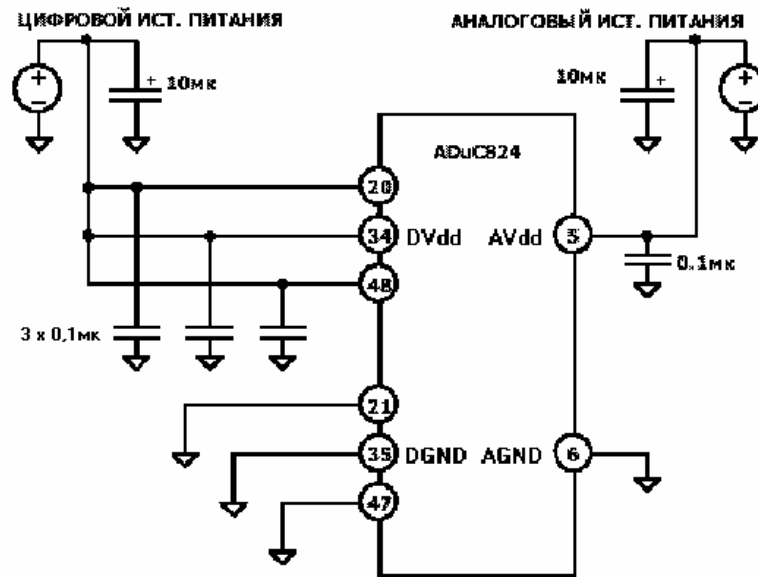 ЦИФРОВОЙ ИСТ. ПИТАНИЯ
АНАЛОГОВЫЙ ИСТ. ПИТАНИЯ
10мк
10мк
ADuC824
20
34 DVdd AVdd 5
48
0.1мк
3 x 0,1мк
21
35 DGND AGND 6
47